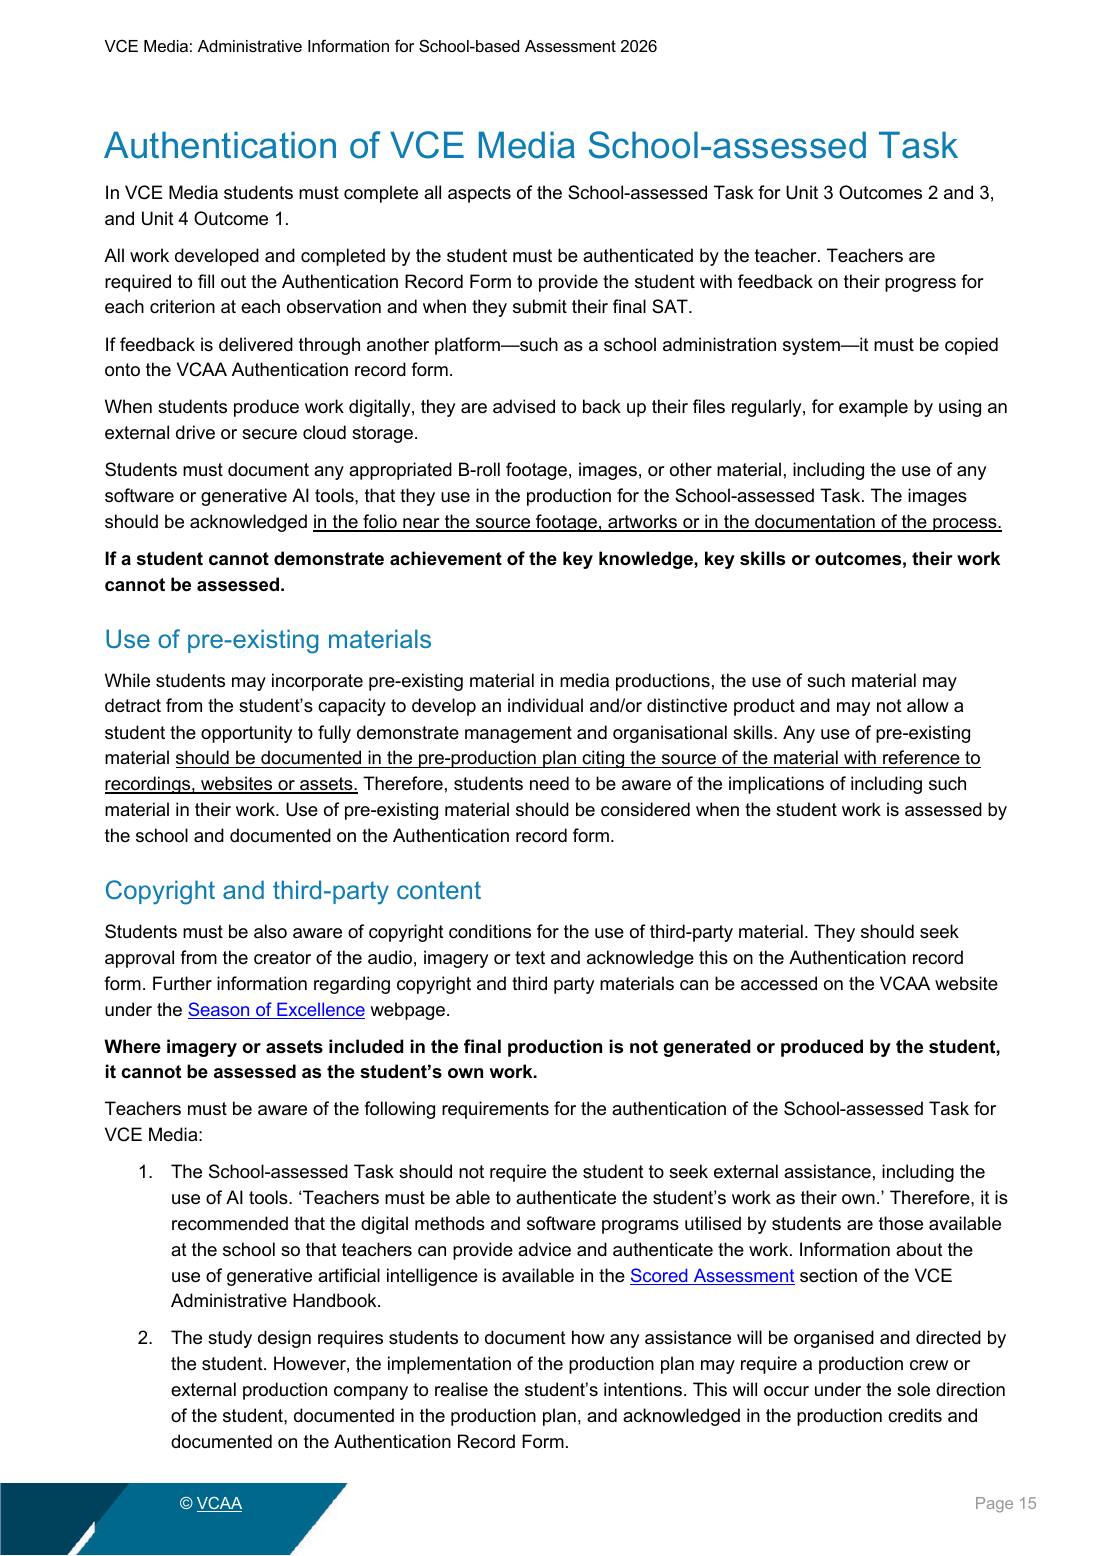 VCE Media: Administrative Information for School-based Assessment 2026
Authentication of VCE Media School-assessed Task
In VCE Media students must complete all aspects of the School-assessed Task for Unit 3 Outcomes 2 and 3,
and Unit 4 Outcome 1.
All work developed and completed by the student must be authenticated by the teacher. Teachers are
required to fill out the Authentication Record Form to provide the student with feedback on their progress for
each criterion at each observation and when they submit their final SAT.
If feedback is delivered through another platform—such as a school administration system—it must be copied
onto the VCAA Authentication record form.
When students produce work digitally, they are advised to back up their files regularly, for example by using an
external drive or secure cloud storage.
Students must document any appropriated B-roll footage, images, or other material, including the use of any
software or generative AI tools, that they use in the production for the School-assessed Task. The images
should be acknowledged in the folio near the source footage, artworks or in the documentation of the process.
If a student cannot demonstrate achievement of the key knowledge, key skills or outcomes, their work
cannot be assessed.
Use of pre-existing materials
While students may incorporate pre-existing material in media productions, the use of such material may
detract from the student’s capacity to develop an individual and/or distinctive product and may not allow a
student the opportunity to fully demonstrate management and organisational skills. Any use of pre-existing
material should be documented in the pre-production plan citing the source of the material with reference to
recordings, websites or assets. Therefore, students need to be aware of the implications of including such
material in their work. Use of pre-existing material should be considered when the student work is assessed by
the school and documented on the Authentication record form.
Copyright and third-party content
Students must be also aware of copyright conditions for the use of third-party material. They should seek
approval from the creator of the audio, imagery or text and acknowledge this on the Authentication record
form. Further information regarding copyright and third party materials can be accessed on the VCAA website
under the Season of Excellence webpage.
Where imagery or assets included in the final production is not generated or produced by the student,
it cannot be assessed as the student’s own work.
Teachers must be aware of the following requirements for the authentication of the School-assessed Task for
VCE Media:
1. The School-assessed Task should not require the student to seek external assistance, including the
use of AI tools. ‘Teachers must be able to authenticate the student’s work as their own.’ Therefore, it is
recommended that the digital methods and software programs utilised by students are those available
at the school so that teachers can provide advice and authenticate the work. Information about the
use of generative artificial intelligence is available in the Scored Assessment section of the VCE
Administrative Handbook.
2. The study design requires students to document how any assistance will be organised and directed by
the student. However, the implementation of the production plan may require a production crew or
external production company to realise the student’s intentions. This will occur under the sole direction
of the student, documented in the production plan, and acknowledged in the production credits and
documented on the Authentication Record Form.
© VCAA
Page 15